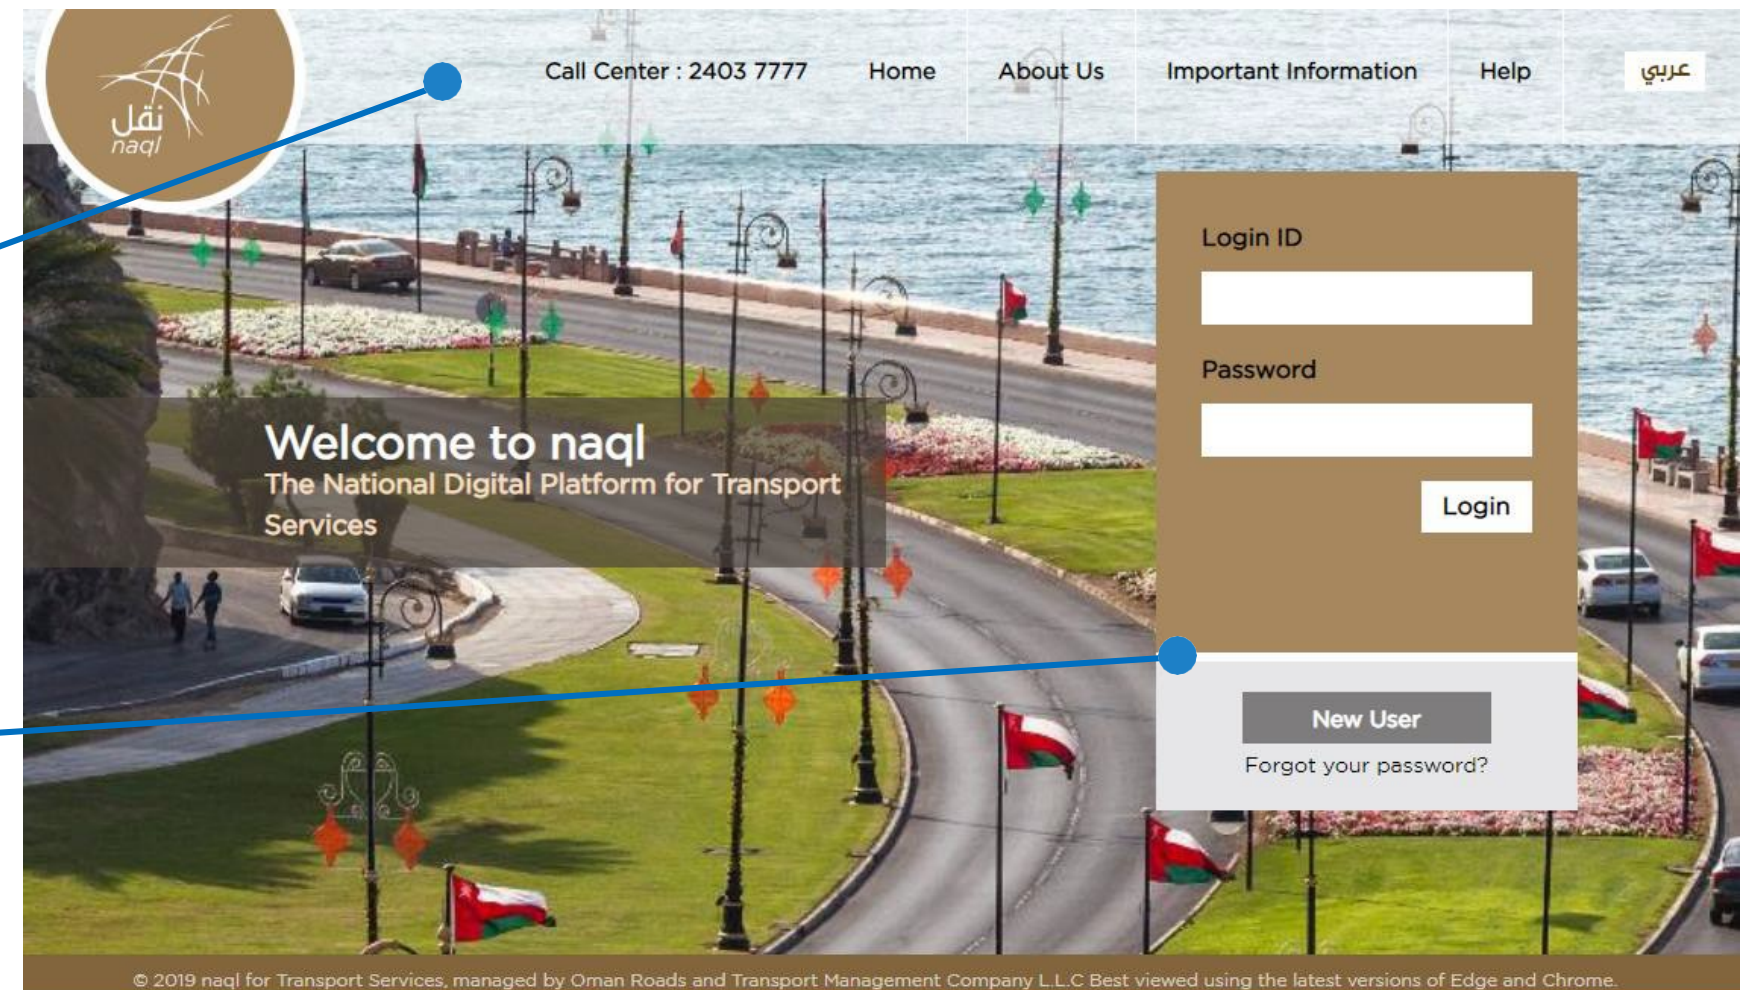 نقل
naql
Call Center : 2403 7777
Home
About Us
Important Information
Help
عربي
Login ID
Password
Login
Welcome to naql
The National Digital Platform for Transport
Services
New User
Forgot your password?
© 2019 naql for Transport Services, managed by Oman Roads and Transport Management Company L.L.C Best viewed using the latest versions of Edge and Chrome.